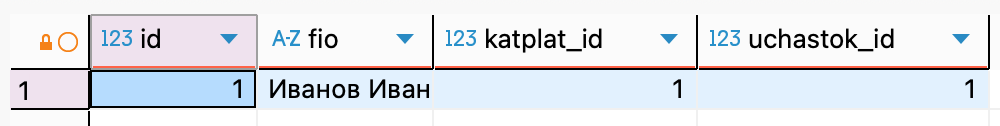 123 id A-Z fio 123 katplat_id 123 uchastok_id
1 1 Иванов Иван 1 1